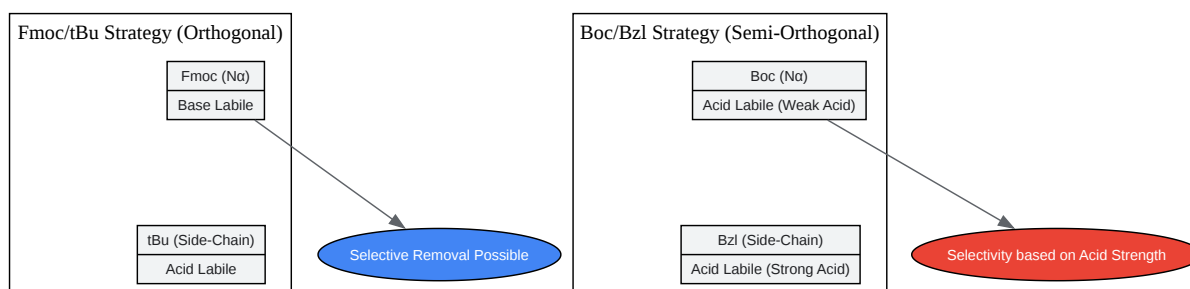 Fmoc/tBu Strategy (Orthogonal)
Fmoc (Nα)
Base Labile
tBu (Side-Chain)
Acid Labile
Selective Removal Possible
Boc/Bzl Strategy (Semi-Orthogonal)
Boc (Nα)
Acid Labile (Weak Acid)
Bzl (Side-Chain)
Acid Labile (Strong Acid)
Selectivity based on Acid Strength